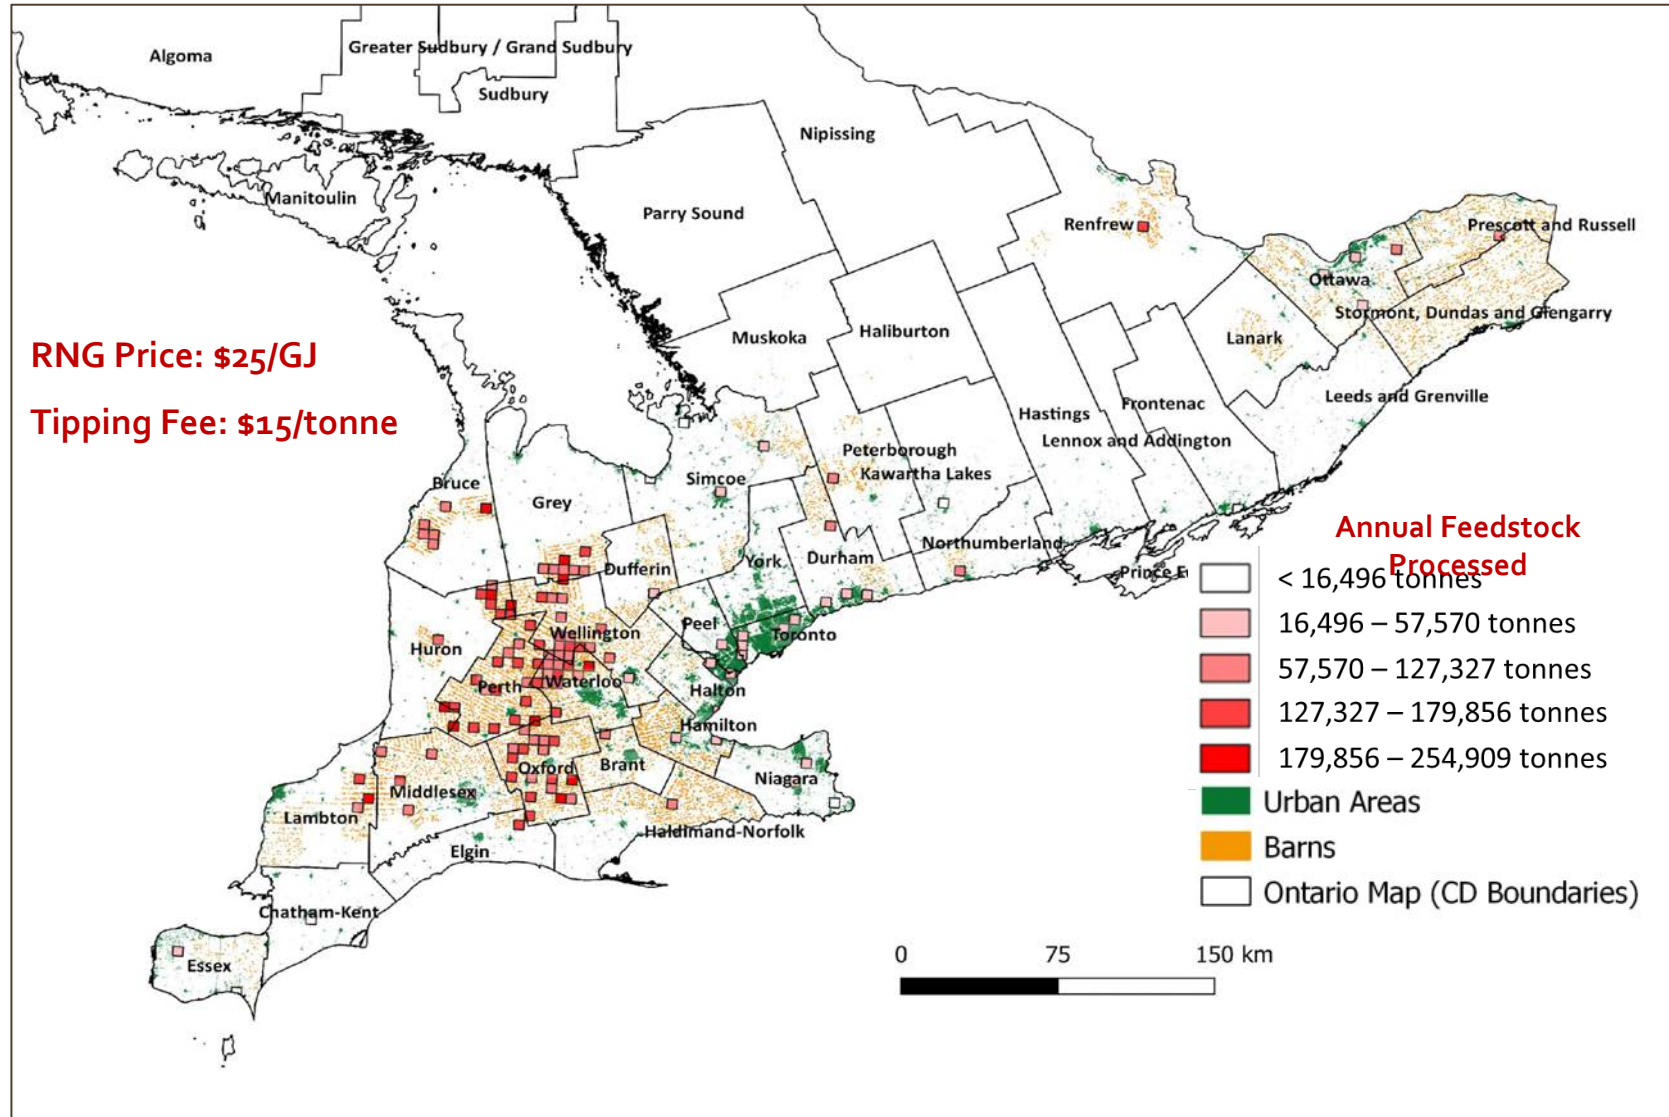 Algoma
Greater Sudbury / Grand Sudbury
Sudbury
Nipissing
Manitoulin
Parry Sound
Renfrew
Prescott and Russell
Ottawa
Stormont, Dundas and Glengarry
Muskoka
Haliburton
Lanark
RNG Price: $25/GJ
Tipping Fee: $15/tonne
Leeds and Grenville
Hastings
Frontenac
Lennox and Addington
Peterborough
Kawartha Lakes
Simcoe
Bruce
Grey
Northumberland
Durham
York
Dufferin
Prince E
Peel
Toronto
Wellington
Huron
Perth
Waterloo
Halton
Hamilton
Brant
Oxford
Niagara
Middlesex
Lambton
Haldimand-Norfolk
Elgin
Chatham-Kent
Essex
Annual Feedstock
Processed
< 16,496 tonnes
16,496 – 57,570 tonnes
57,570 – 127,327 tonnes
127,327 – 179,856 tonnes
179,856 – 254,909 tonnes
Urban Areas
Barns
Ontario Map (CD Boundaries)
0 75 150 km